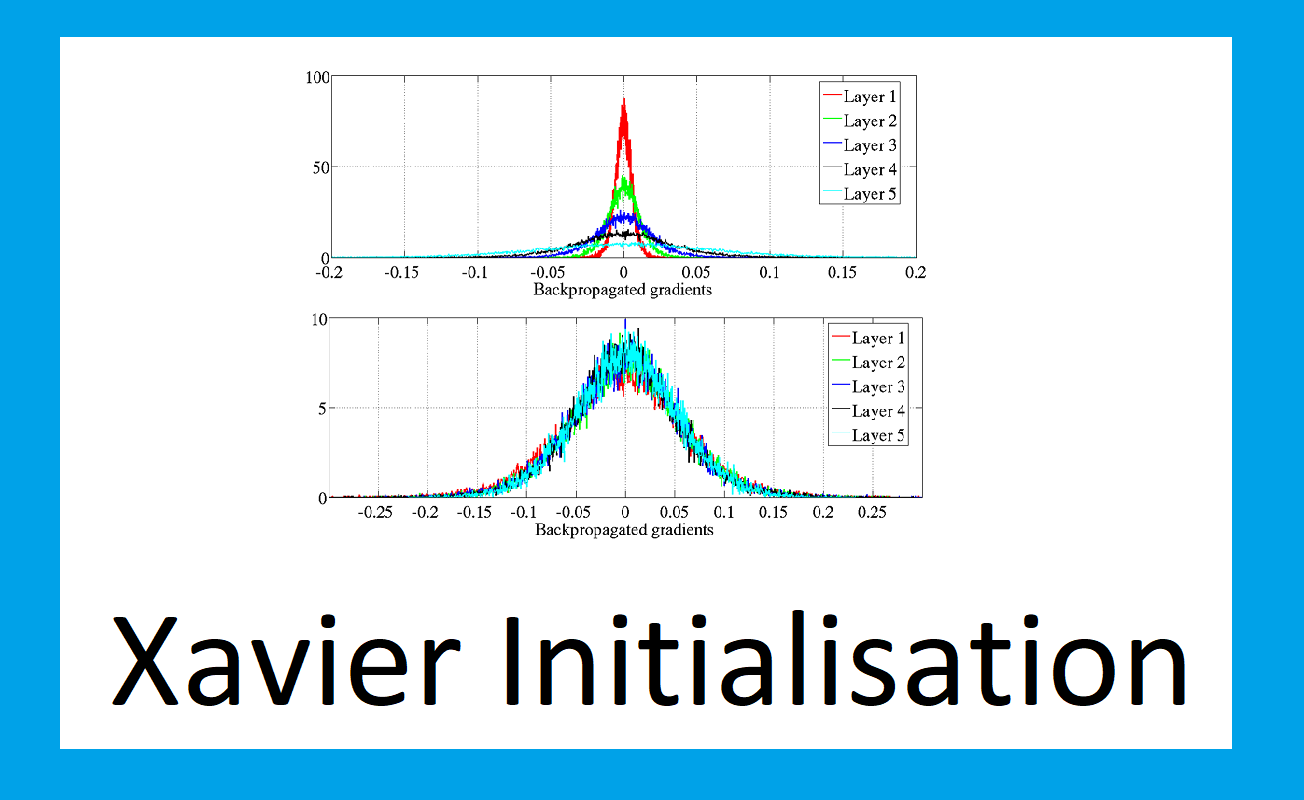 100
50
0
Layer 1
Layer 2
Layer 3
Layer 4
Layer 5
-0.2 -0.15 -0.1 -0.05 0 0.05 0.1 0.15 0.2
Backpropagated gradients
10
5
0
Layer 1
Layer 2
Layer 3
Layer 4
Layer 5
-0.25 -0.2 -0.15 -0.1 -0.05 0 0.05 0.1 0.15 0.2 0.25
Backpropagated gradients
Xavier Initialisation